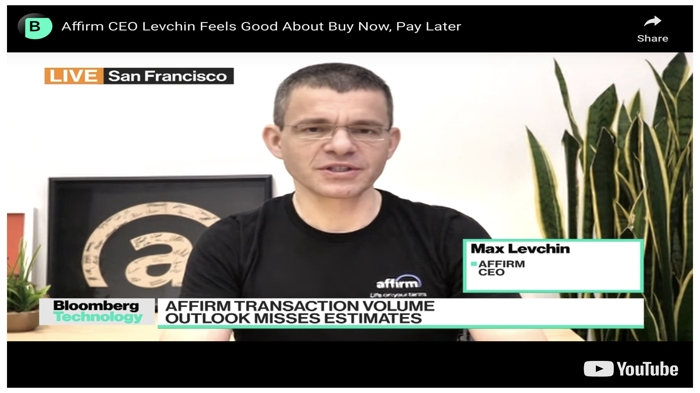 B
Affirm CEO Levchin Feels Good About Buy Now, Pay Later
Share
LIVE San Francisco
a
affirm
Life on your terms
Max Levchin
AFFIRM
CEO
Bloomberg
Technology
AFFIRM TRANSACTION VOLUME
OUTLOOK MISSES ESTIMATES
YouTube